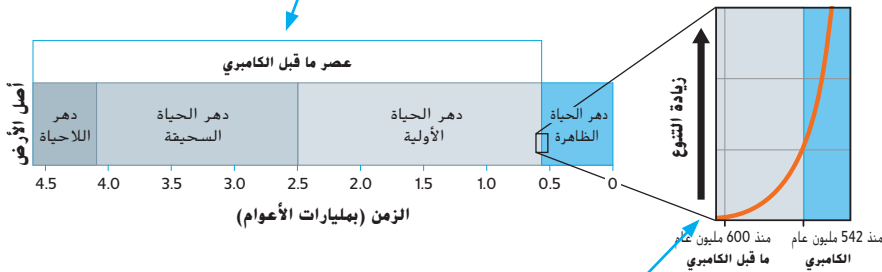 عصر ما قبل الكامبري
أصل الأرض
دهر
اللاحياة
دهر الحياة
السحيقة
دهر الحياة
الأولية
دهر الحياة
الظاهرة
4.5 4.0 3.5 3.0 2.5 2.0 1.5 1.0 0.5 0
الزمن (بمليارات الأعوام)
زيادة التنوع
منذ 600 مليون عام
ما قبل الكامبري
منذ 542 مليون عام
الكامبري